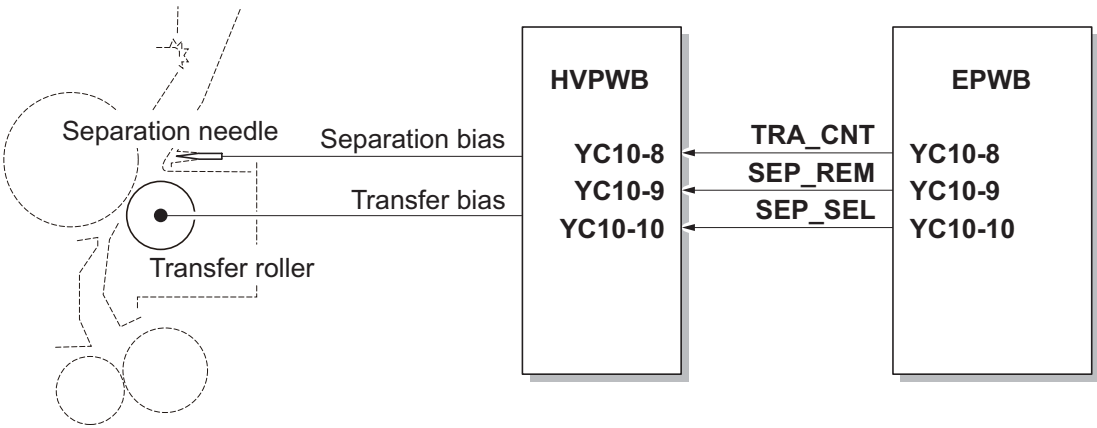 HVPWB
EPWB
Separation needle
Separation bias
TRA_CNT
YC10-8
YC10-8
SEP_REM
Transfer bias
YC10-9
YC10-9
SEP_SEL
YC10-10
YC10-10
Transfer roller